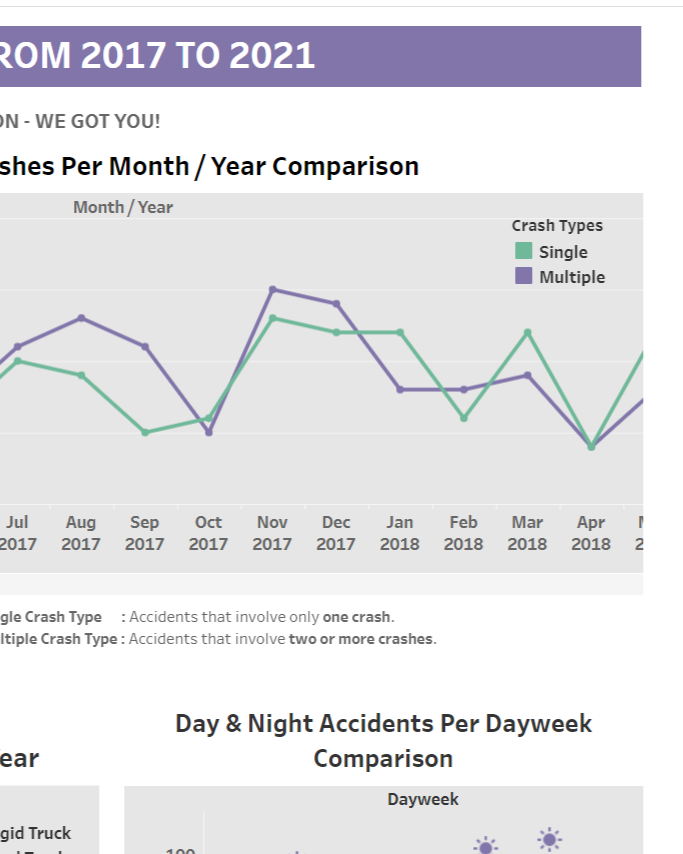 ROM 2017 TO 2021
ON - WE GOT YOU!
shes Per Month / Year Comparison
Month / Year
Crash Types
Single
Multiple
Jul Aug Sep Oct Nov Dec Jan Feb Mar Apr
2017 2017 2017 2017 2017 2017 2018 2018 2018 2018 2
gle Crash Type : Accidents that involve only one crash.
ltiple Crash Type : Accidents that involve two or more crashes.
Day & Night Accidents Per Dayweek
Comparison
ear
Dayweek
gid Truck
100